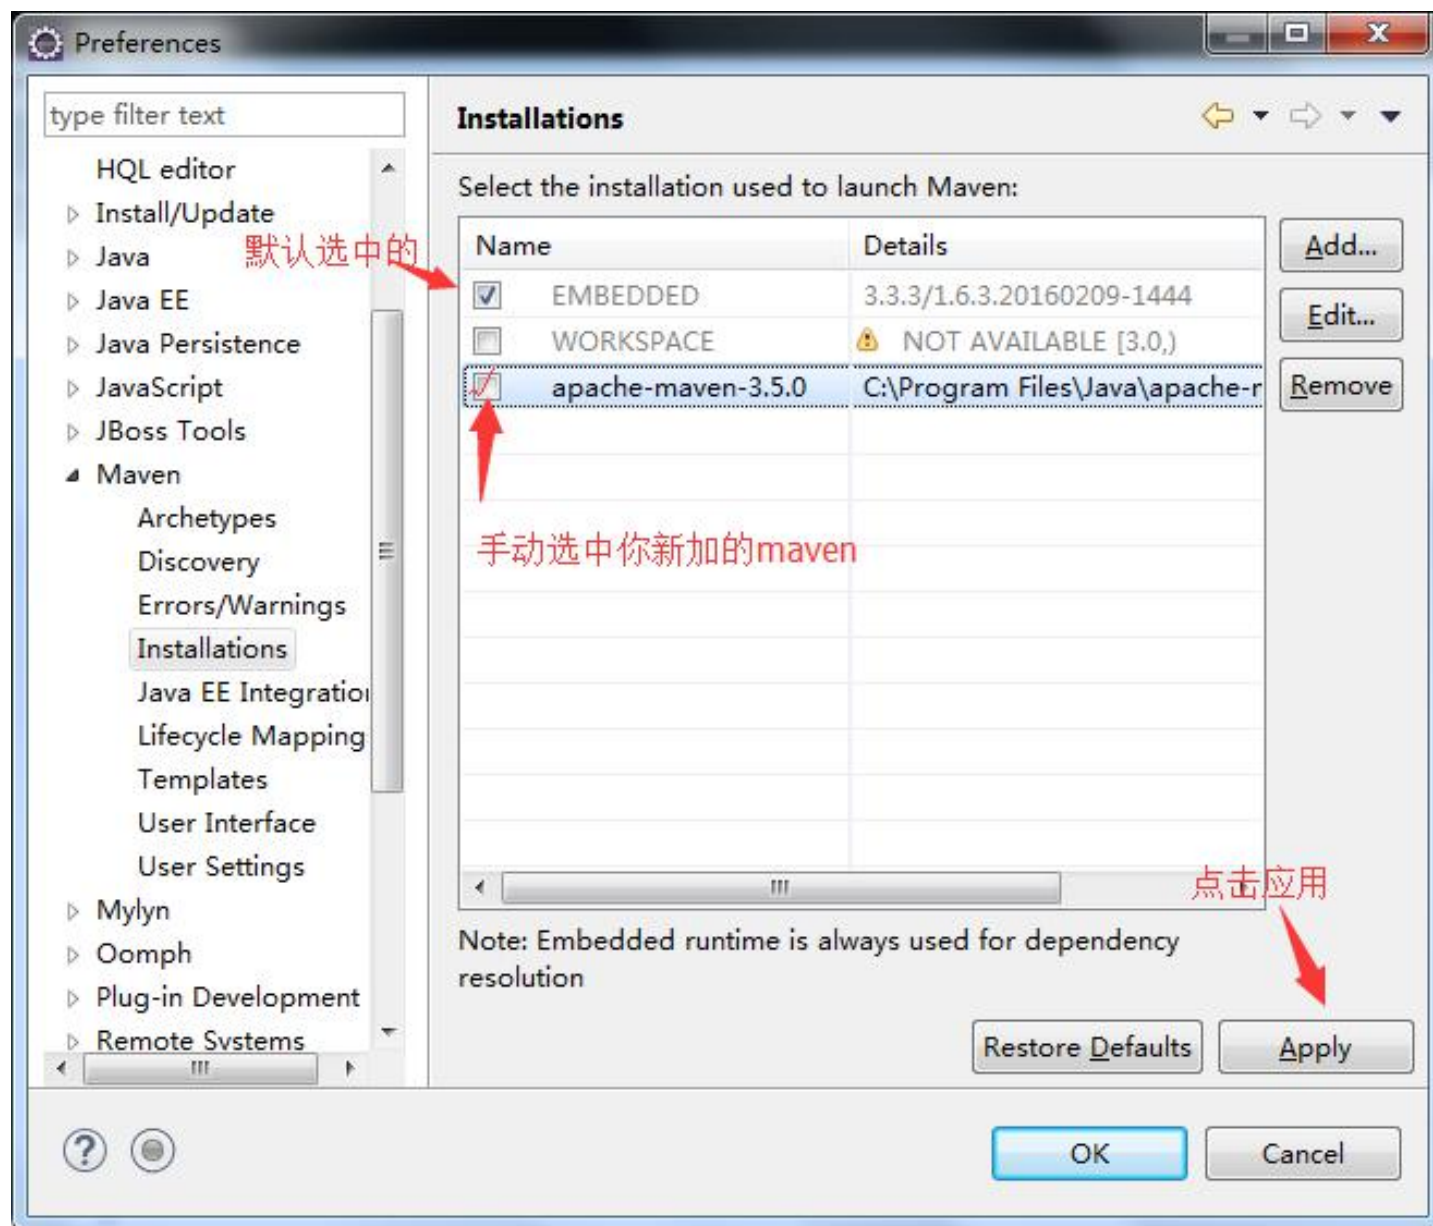 Preferences
type filter text
HQL editor
Install/Update
Java
Java EE
Java Persistence
JavaScript
JBoss Tools
Maven
Archetypes
Discovery
Errors/Warnings
Installations
Java EE Integration
Lifecycle Mapping
Templates
User Interface
User Settings
Mylyn
Oomph
Plug-in Development
Remote Systems
Installations
Select the installation used to launch Maven:
默认选中的
Name Details
EMBEDDED 3.3.3/1.6.3.20160209-1444
WORKSPACE NOT AVAILABLE [3.0,)
apache-maven-3.5.0 C:\Program Files\Java\apache-r
手动选中你新加的maven
Add...
Edit...
Remove
点击应用
Note: Embedded runtime is always used for dependency
resolution
Restore Defaults Apply
OK Cancel